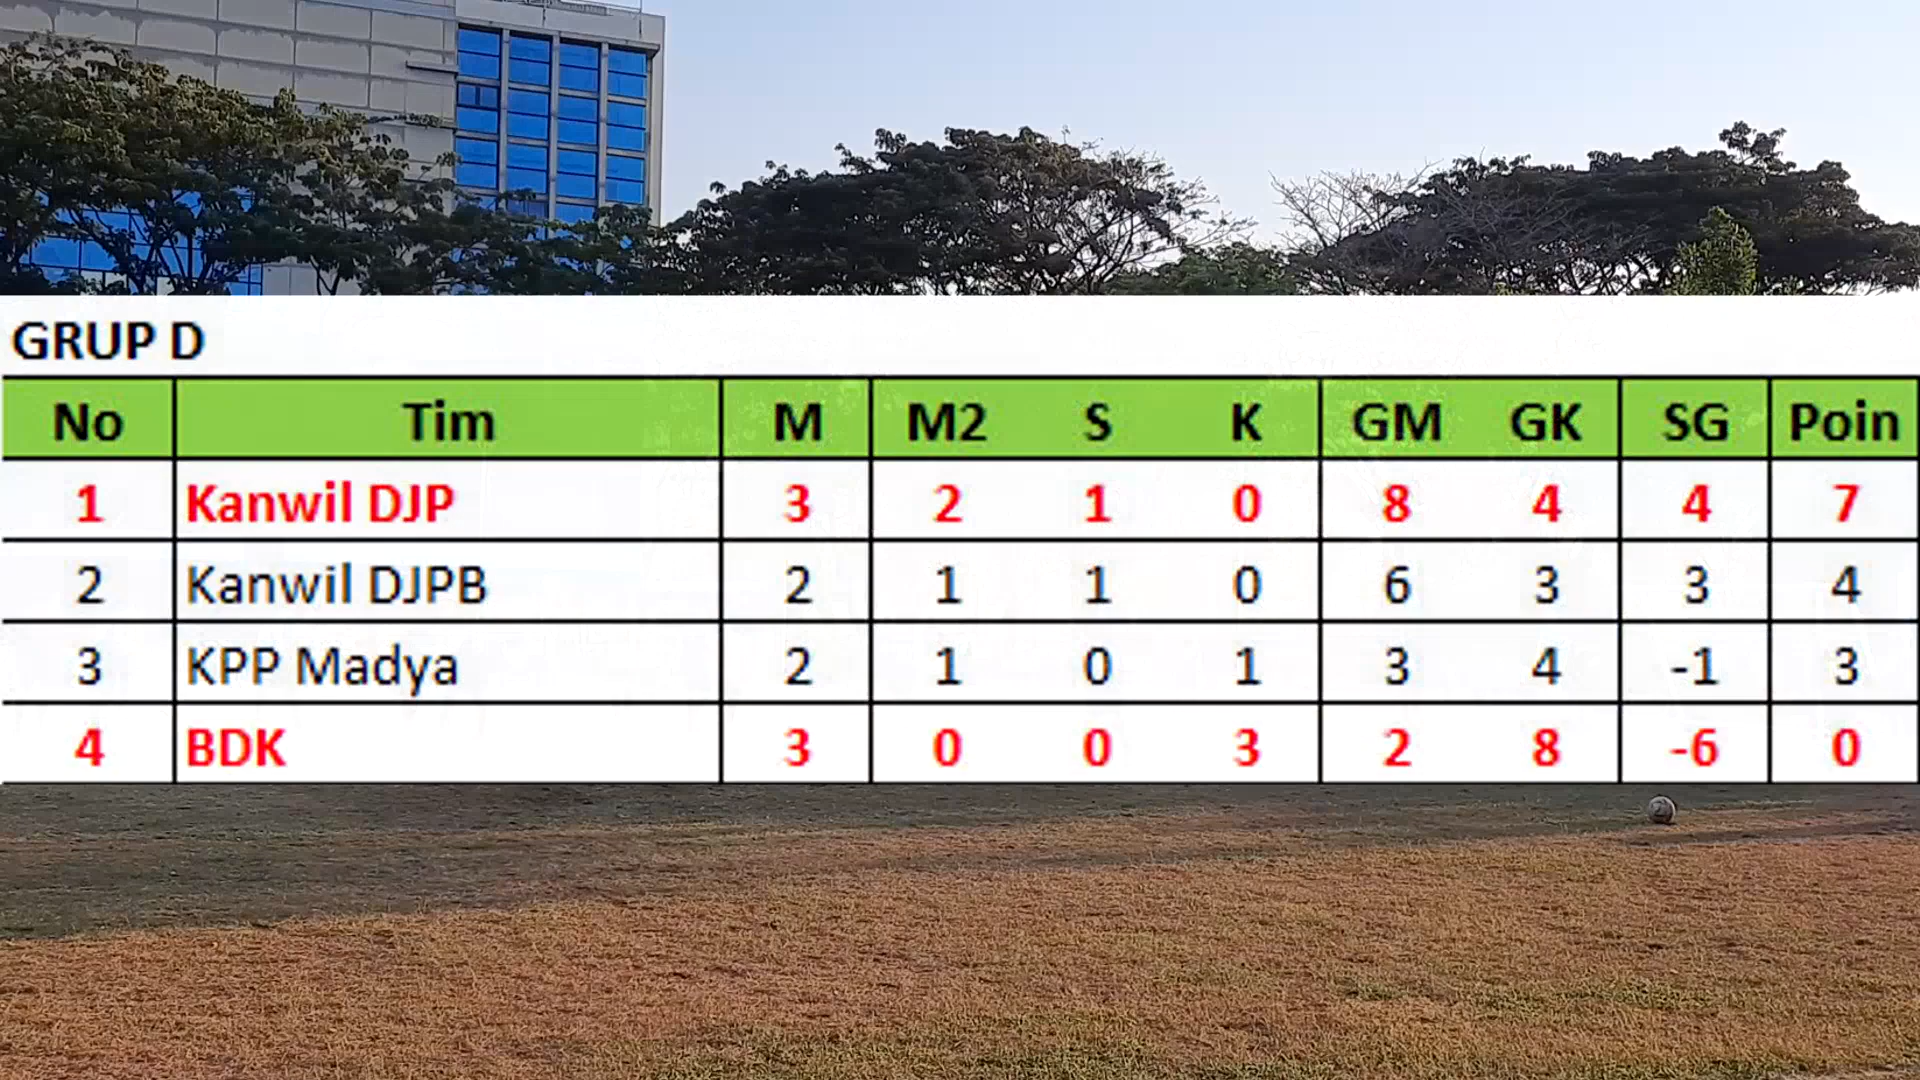 GRUP D
No Tim M M2 S K GM GK SG Poin
1 Kanwil DJP 3 2 1 0 8 4 4 7
2 Kanwil DJPB 2 1 1 0 6 3 3 4
3 KPP Madya 2 1 0 1 3 4 -1 3
4 BDK 3 0 0 3 2 8 -6 0